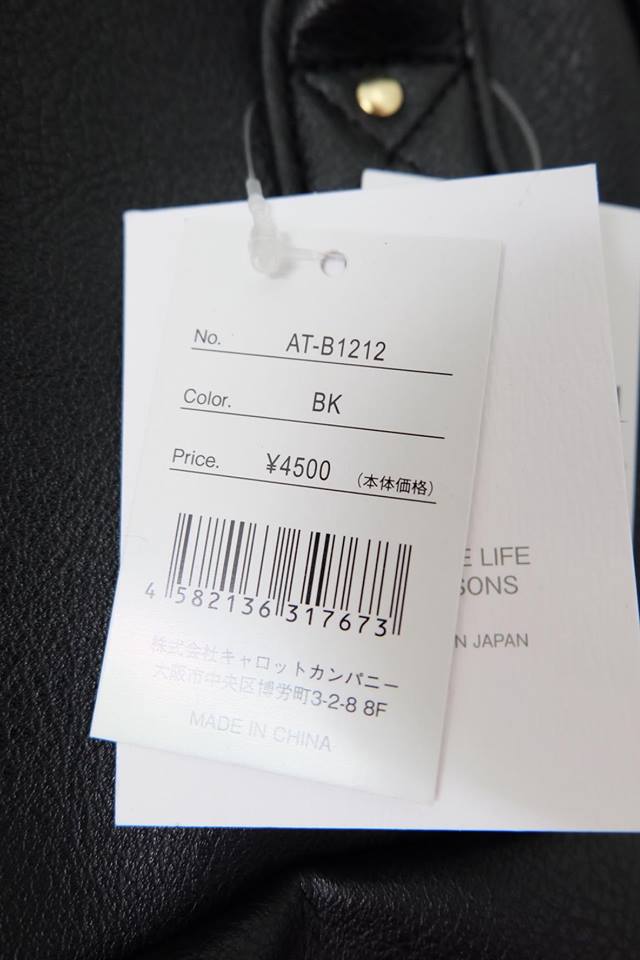 No. AT-B1212
Color. BK
Price. ¥4500 (本体価格)
4 582136 317673
株式会社キャロットカンパニー
大阪市中央区博労町3-2-8 8F
MADE IN CHINA
E LIFE
SONS
N JAPAN